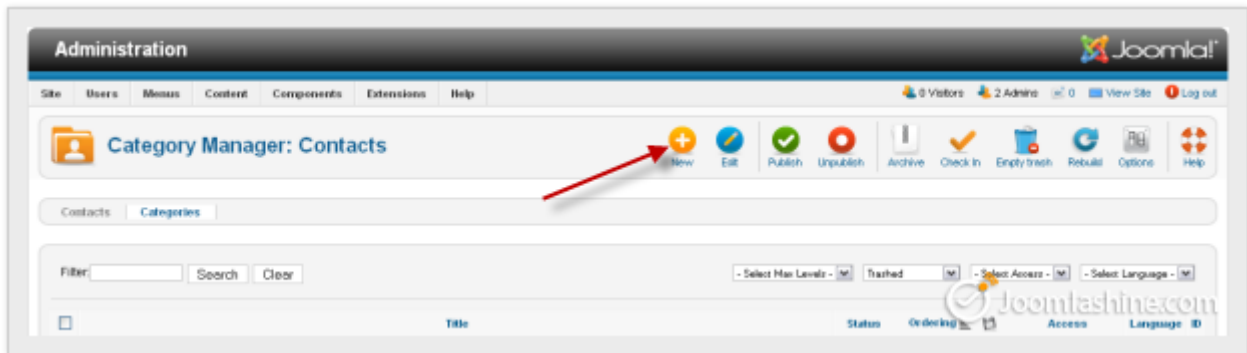 Administration
Joomla!
Site Users Menus Content Components Extensions Help 0 Visitors 2 Admins 0 View Site Log out
Category Manager: Contacts
New Edit Publish Unpublish Archive Check In Empty trash Rebuild Options Help
Contacts Categories
Filter: Search Clear - Select Max Levels - Trashed - Select Access - - Select Language -
Joomlashine.com
Title Status Ordering Access Language ID